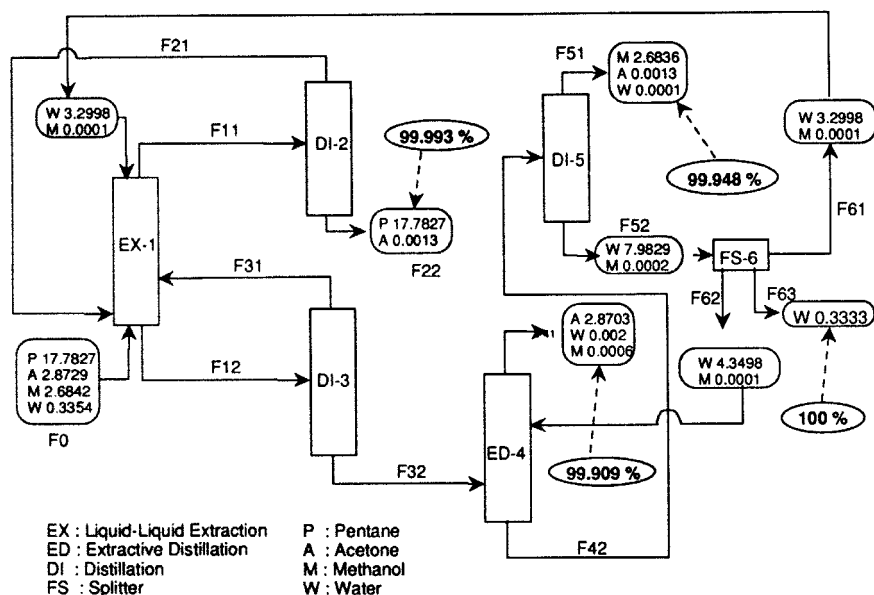 F21
F51
M 2.6836
A 0.0013
W 0.0001
W 3.2998
M 0.0001
F11
DI-2
99.993 %
DI-5
W 3.2998
M 0.0001
99.948 %
P 17.7827
A 0.0013
F22
EX-1
F52
W 7.9829
M 0.0002
FS-6
F61
F31
F62
F63
W 0.3333
A 2.8703
W 0.002
M 0.0006
P 17.7827
A 2.8729
M 2.6842
W 0.3354
F0
F12
DI-3
W 4.3498
M 0.0001
ED-4
100 %
99.909 %
F32
F42
EX : Liquid-Liquid Extraction
ED : Extractive Distillation
DI : Distillation
FS : Splitter
P : Pentane
A : Acetone
M : Methanol
W : Water